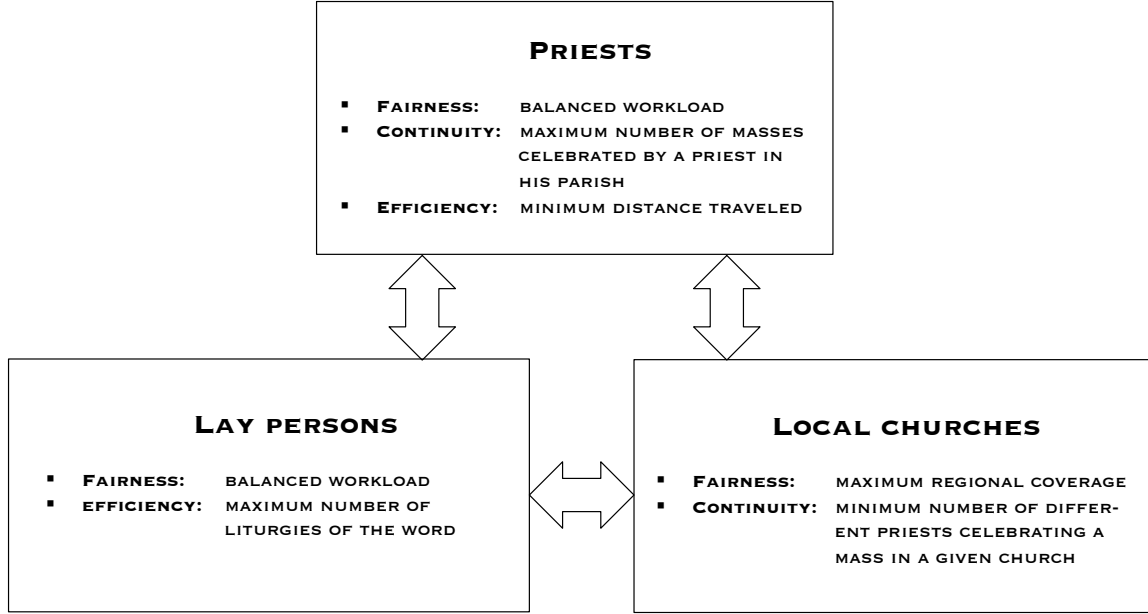 PRIESTS
▪ FAIRNESS: BALANCED WORKLOAD
▪ CONTINUITY: MAXIMUM NUMBER OF MASSES
CELEBRATED BY A PRIEST IN
HIS PARISH
▪ EFFICIENCY: MINIMUM DISTANCE TRAVELED
LAY PERSONS
▪ FAIRNESS: BALANCED WORKLOAD
▪ EFFICIENCY: MAXIMUM NUMBER OF
LITURGIES OF THE WORD
LOCAL CHURCHES
▪ FAIRNESS: MAXIMUM REGIONAL COVERAGE
▪ CONTINUITY: MINIMUM NUMBER OF DIFFER-
ENT PRIESTS CELEBRATING A
MASS IN A GIVEN CHURCH